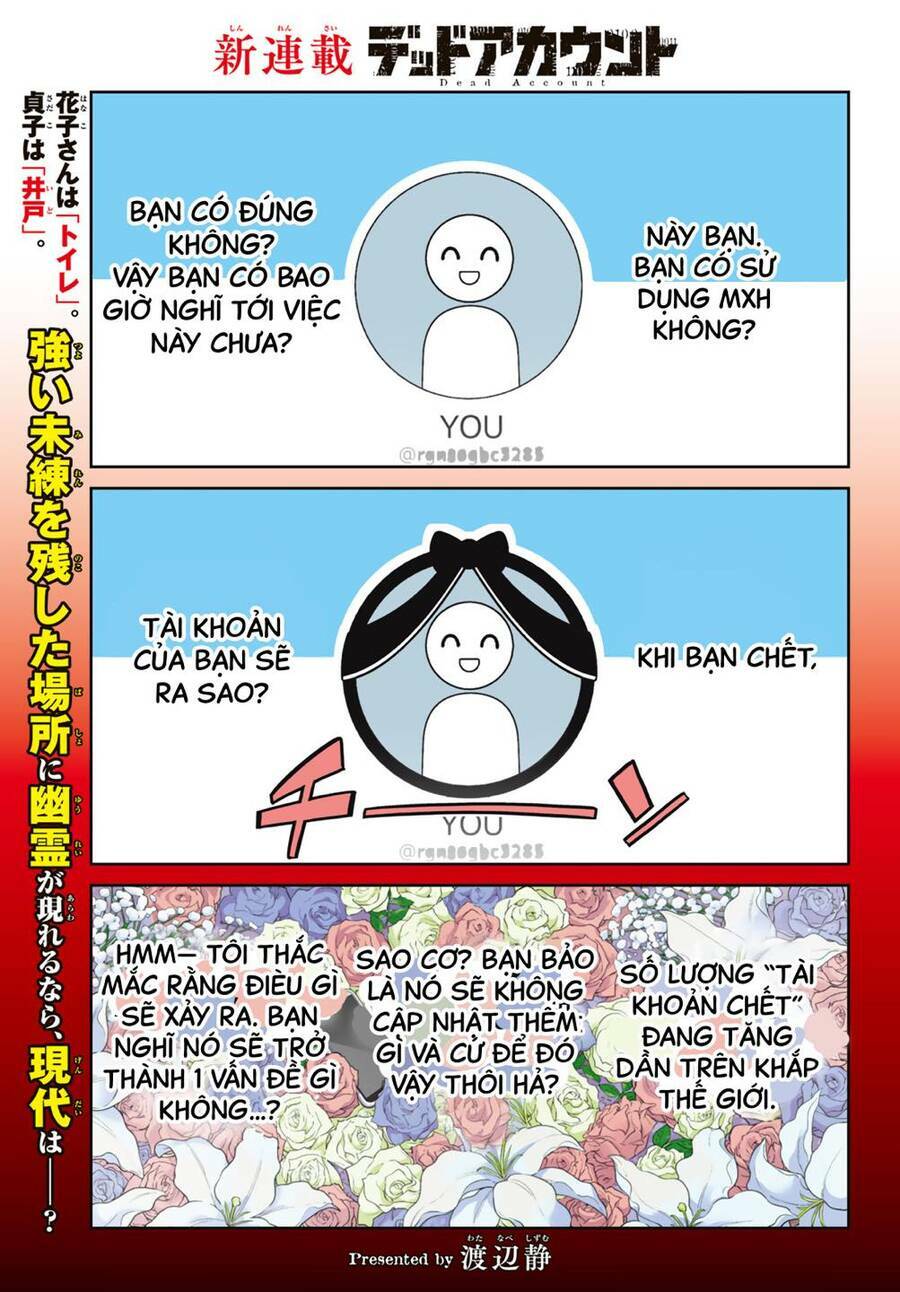 新連載 デッドアカウント
Dead Account
花子さんは「トイレ」。
貞子は「井戸」。
強い未練を残した場所に幽霊が現れるなら、現代は——?
NÀY BẠN.
BẠN CÓ SỬ
DỤNG MXH
KHÔNG?
BẠN CÓ ĐÚNG
KHÔNG?
VẬY BẠN CÓ BAO
GIỜ NGHĨ TỚI VIỆC
NÀY CHƯA?
YOU
@rgm80gbc3285
KHI BẠN CHẾT,
TÀI KHOẢN
CỦA BẠN SẼ
RA SAO?
チーン
YOU
@rgm80gbc3285
SỐ LƯỢNG “TÀI
KHOẢN CHẾT”
ĐANG TĂNG
DẦN TRÊN KHẮP
THẾ GIỚI.
SAO CƠ? BẠN BẢO
LÀ NÓ SẼ KHÔNG
CẬP NHẬT THÊM
GÌ VÀ CỨ ĐỂ ĐÓ
VẬY THÔI HẢ?
HMM— TÔI THẮC
MẮC RẰNG ĐIỀU GÌ
SẼ XẢY RA, BẠN
NGHĨ NÓ SẼ TRỞ
THÀNH 1 VẤN ĐỀ GÌ
KHÔNG...?
Presented by 渡辺静